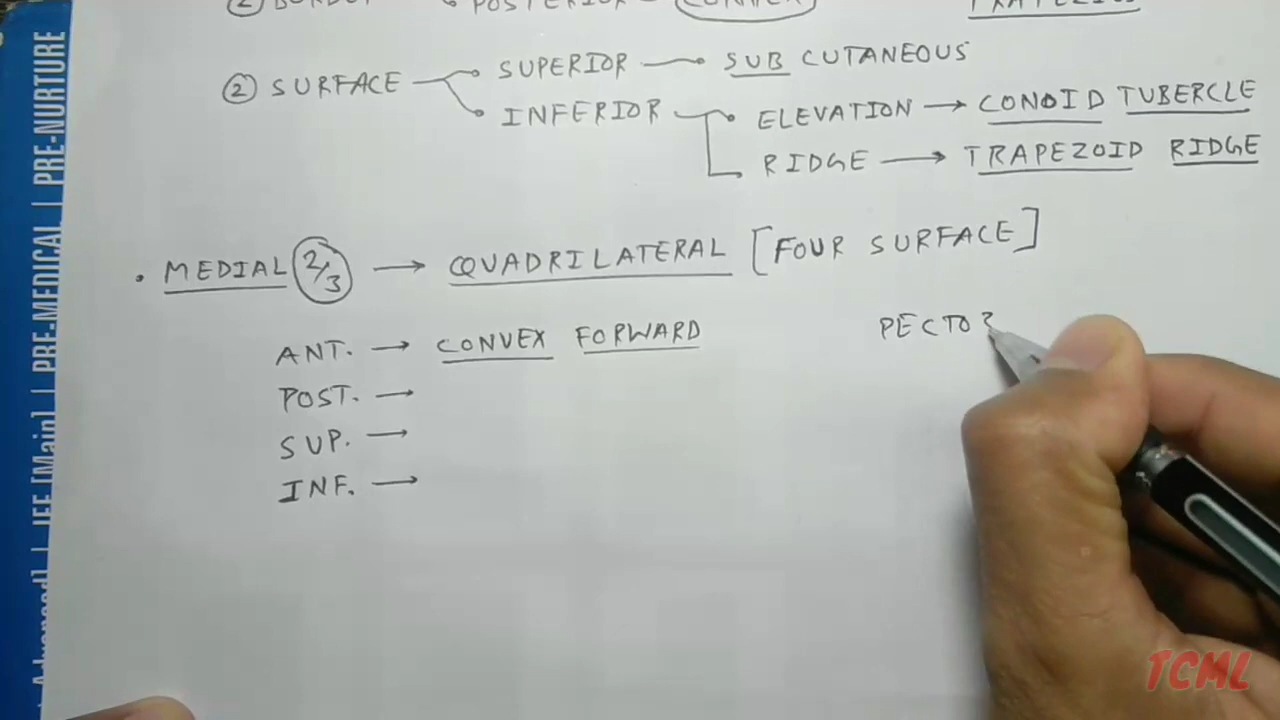 ② SURFACE SUPERIOR → SUB CUTANEOUS
INFERIOR ELEVATION → CONOID TUBERCLE
RIDGE → TRAPEZOID RIDGE
• MEDIAL 2/3 → QUADRILATERAL [FOUR SURFACE]
ANT. → CONVEX FORWARD PECTO
POST. →
SUP. →
INF. →
| JEE [Main] | PRE-MEDICAL | PRE-NURTURE
TCML